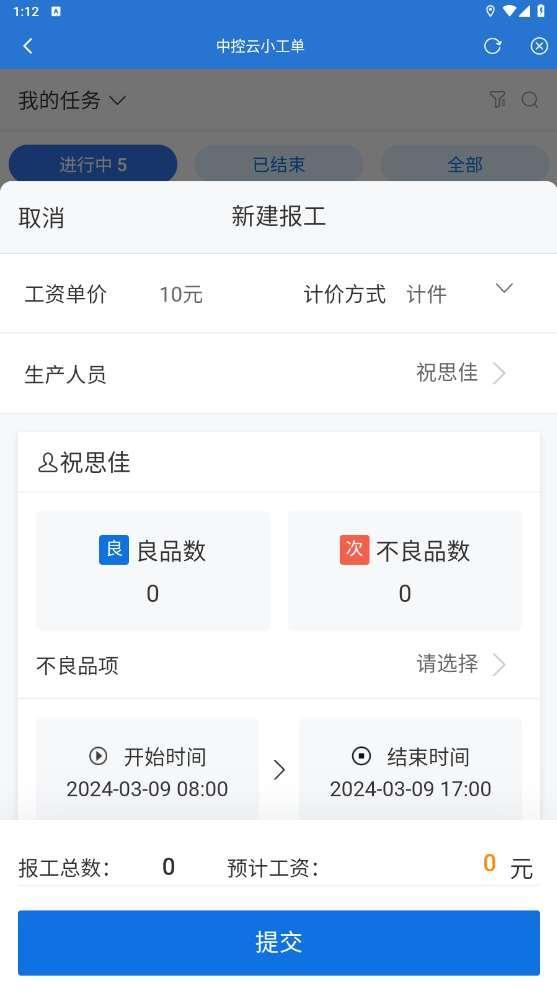 1:12 A
中控云小工单
我的任务
进行中 5 已结束 全部
取消 新建报工
工资单价 10元 计价方式 计件
生产人员 祝思佳
祝思佳
良 良品数 次 不良品数
0 0
不良品项 请选择
开始时间 结束时间
2024-03-09 08:00 2024-03-09 17:00
报工总数： 0 预计工资： 0 元
提交